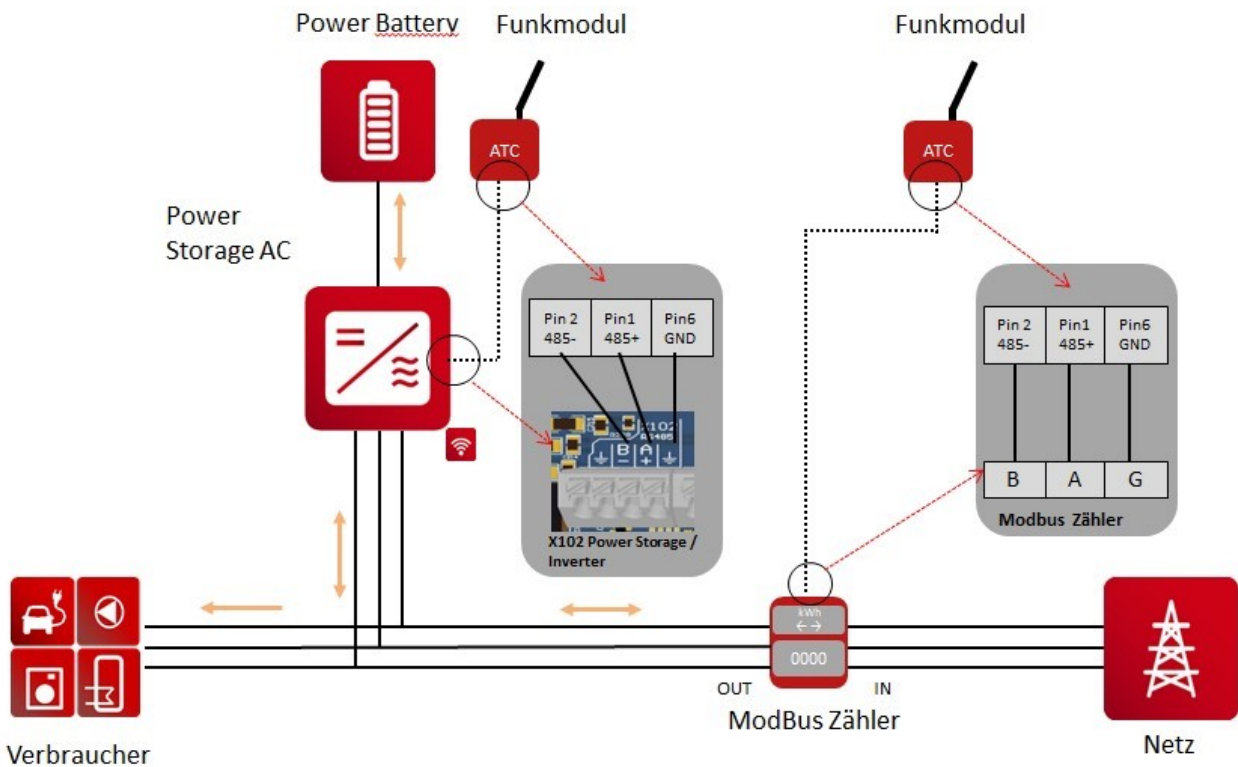 Power Battery
Funkmodul
Funkmodul
ATC
ATC
Power
Storage AC
Pin 2
485-
Pin1
485+
Pin6
GND
Pin 2
485-
Pin1
485+
Pin6
GND
X102
RS485
B
-
A
+
B
A
G
Modbus Zähler
X102 Power Storage /
Inverter
kWh
0000
OUT
IN
ModBus Zähler
Verbraucher
Netz